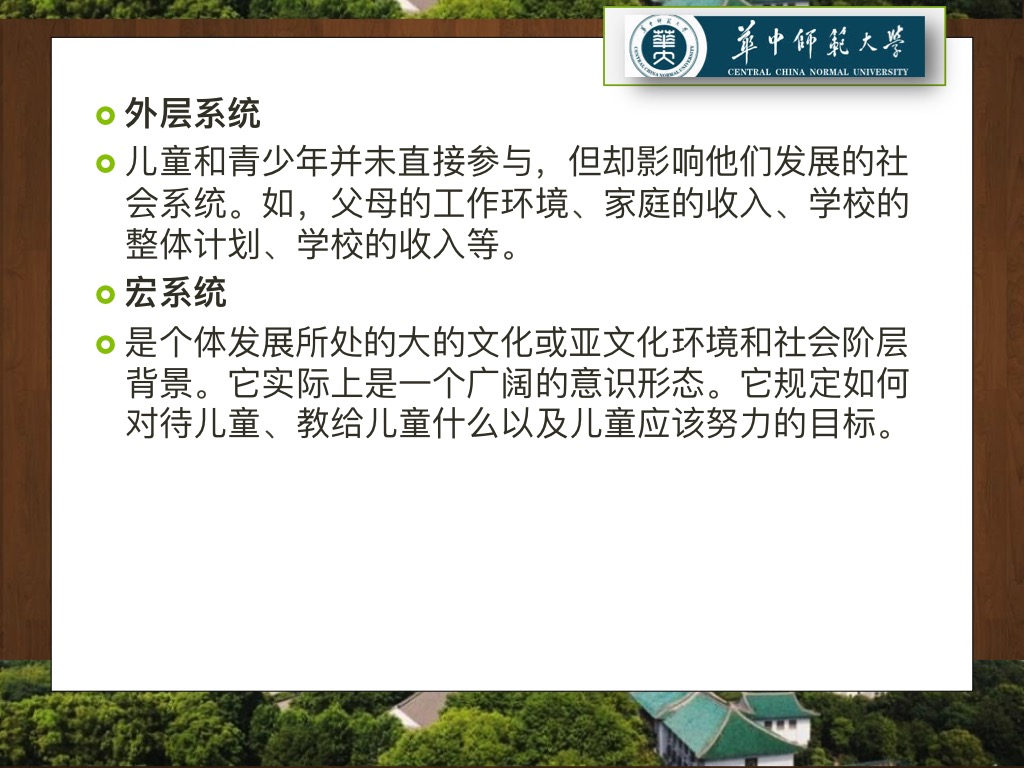 華中師範大學
CENTRAL CHINA NORMAL UNIVERSITY
外层系统
儿童和青少年并未直接参与，但却影响他们发展的社
会系统。如，父母的工作环境、家庭的收入、学校的
整体计划、学校的收入等。
宏系统
是个体发展所处的大的文化或亚文化环境和社会阶层
背景。它实际上是一个广阔的意识形态。它规定如何
对待儿童、教给儿童什么以及儿童应该努力的目标。